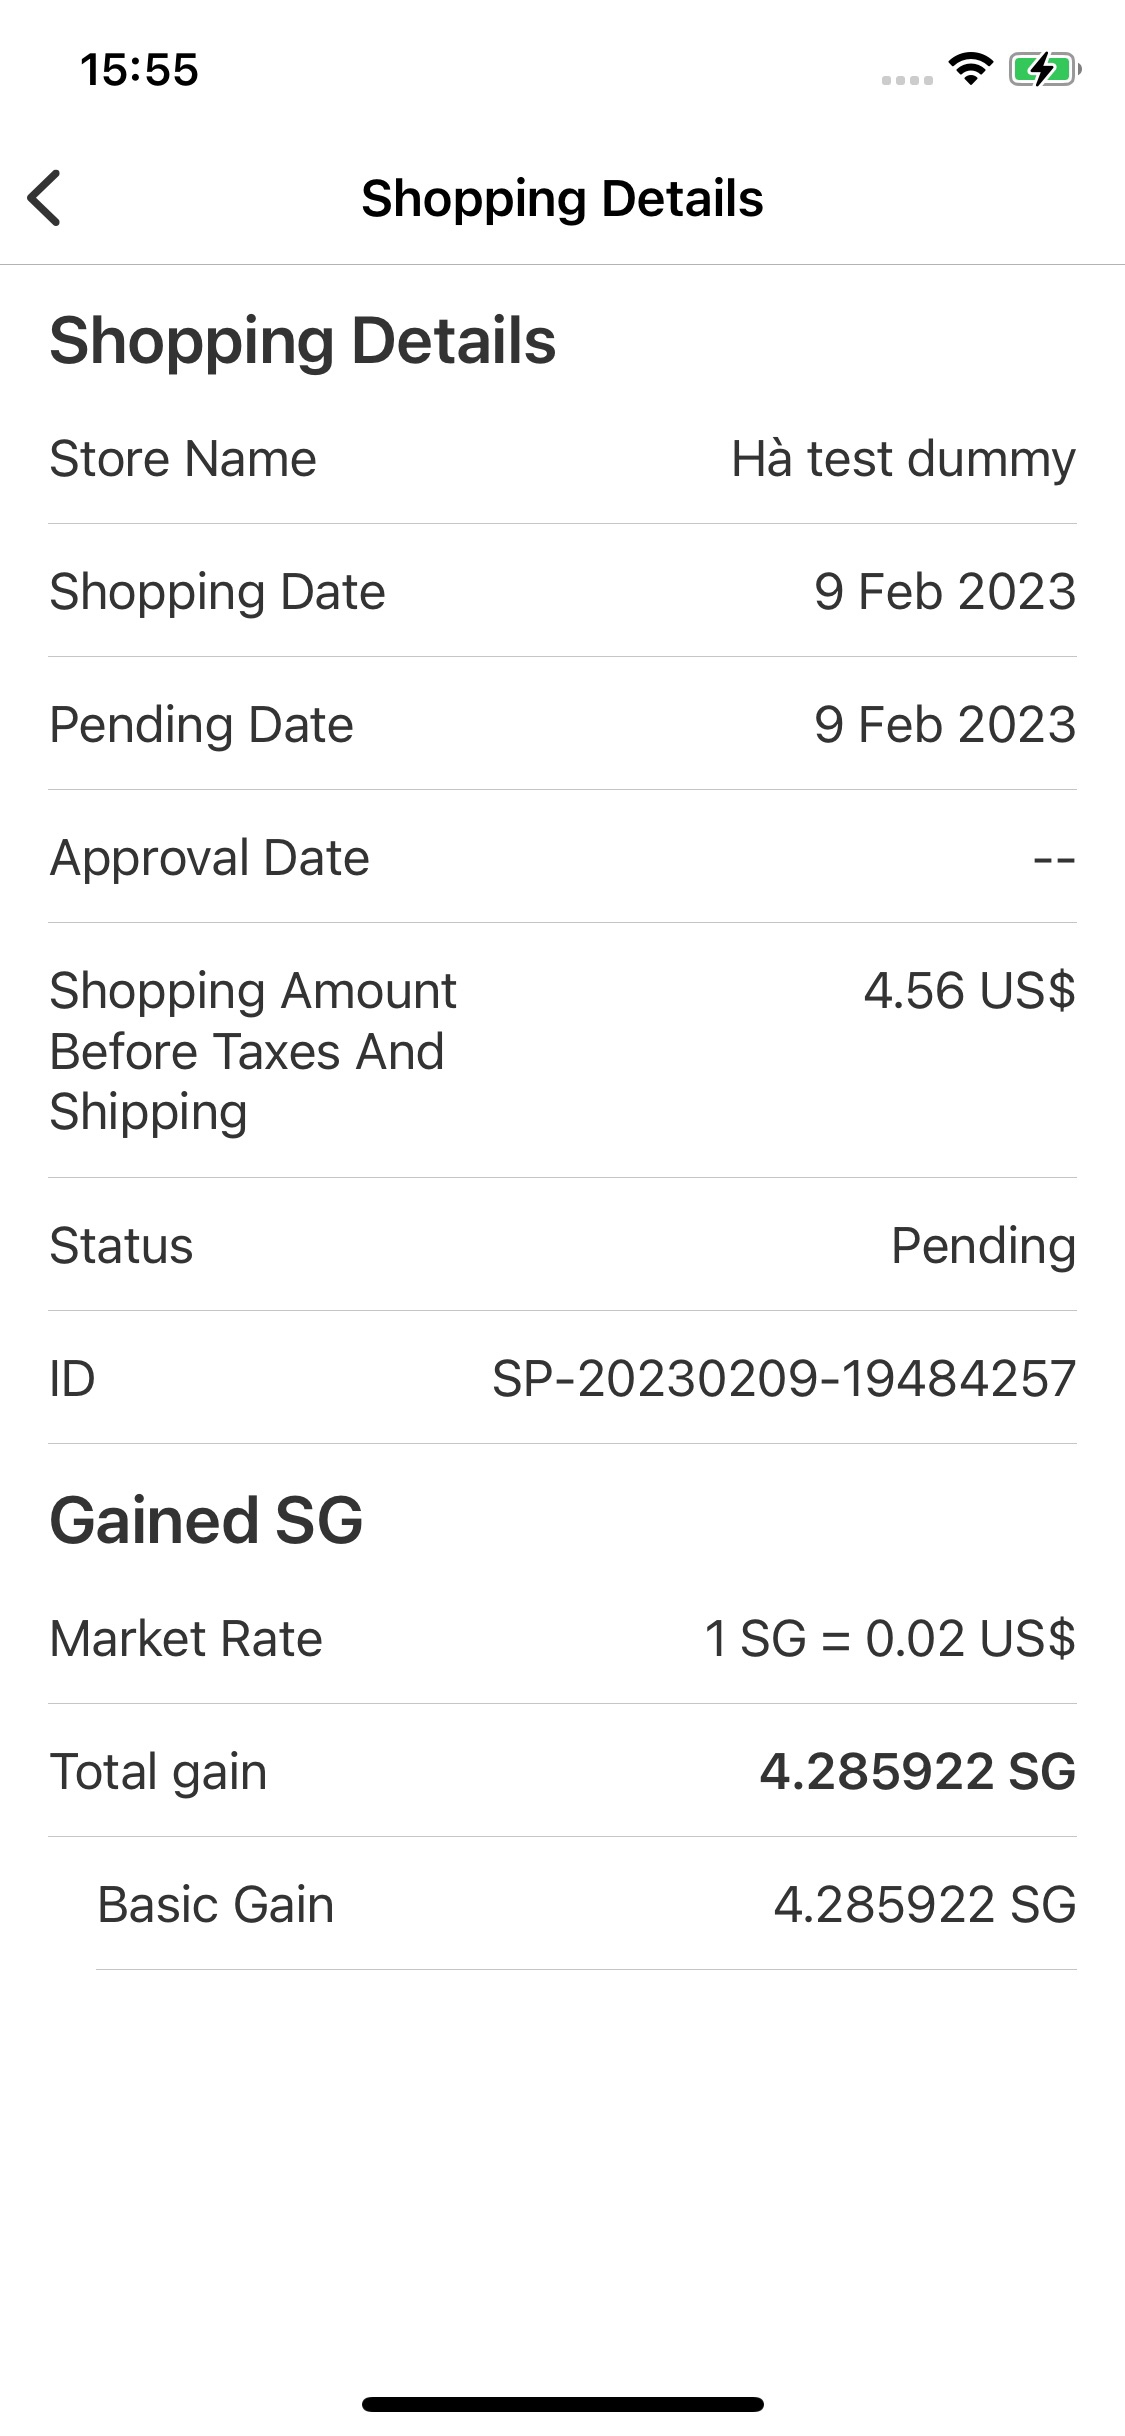 15:55
Shopping Details
Shopping Details
Store Name Hà test dummy
Shopping Date 9 Feb 2023
Pending Date 9 Feb 2023
Approval Date --
Shopping Amount 4.56 US$
Before Taxes And
Shipping
Status Pending
ID SP-20230209-19484257
Gained SG
Market Rate 1 SG = 0.02 US$
Total gain 4.285922 SG
Basic Gain 4.285922 SG